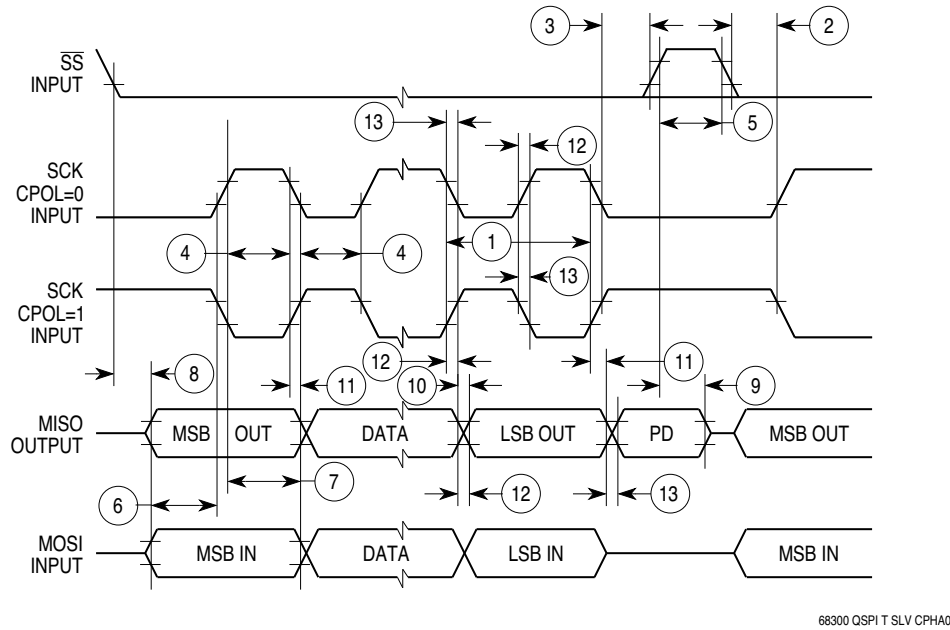 3
2
SS
INPUT
5
13
12
SCK
CPOL=0
INPUT
4
4
1
13
SCK
CPOL=1
INPUT
8
11
12
10
11
9
MISO
OUTPUT
MSB OUT
DATA
LSB OUT
PD
MSB OUT
7
12
13
6
MOSI
INPUT
MSB IN
DATA
LSB IN
MSB IN
68300 QSPI T SLV CPHA0